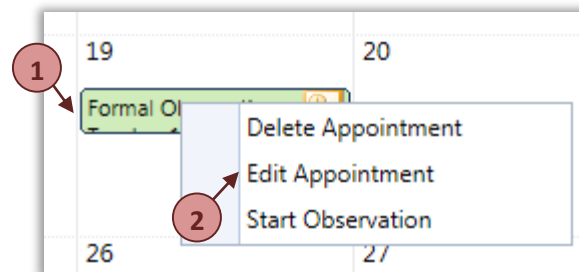 19 20
1
Formal
Delete Appointment
Edit Appointment
2
Start Observation
26 27